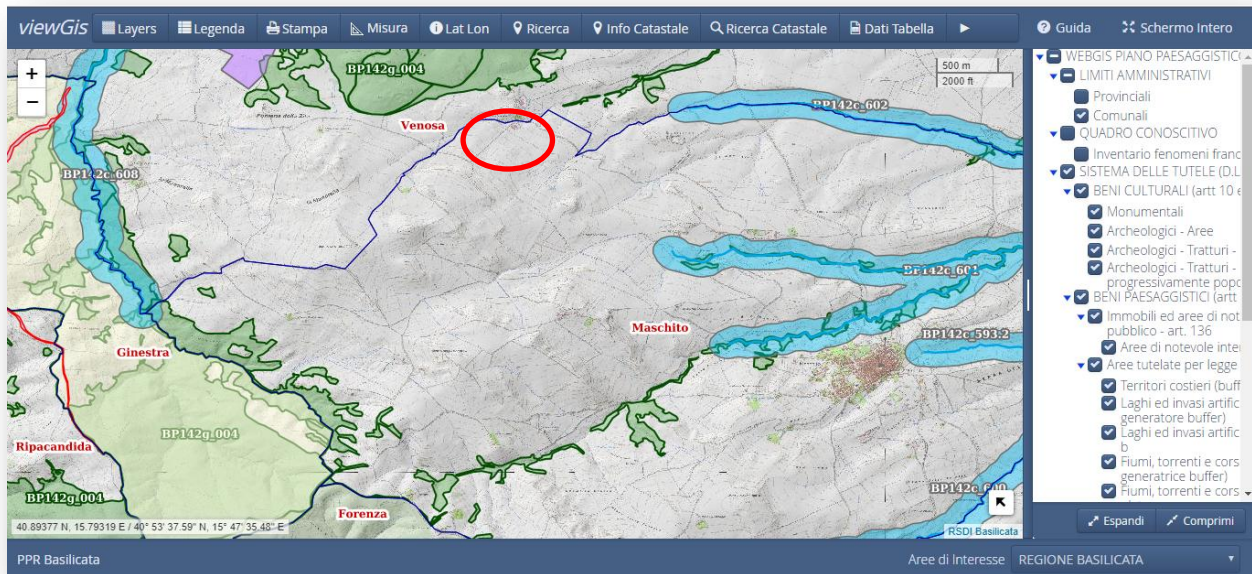 viewGis Layers Legenda Stampa Misura Lat Lon Ricerca Info Catastale Ricerca Catastale Dati Tabella Guida Schermo Intero
+
−
500 m
2000 ft
BP142g_004
Venosa
BP142c_602
BP142c_608
BP142c_601
Maschito
BP142c_593.2
Ginestra
BP142g_004
Ripacandida
BP142g_004
BP142c_600
Forenza
40.89377 N, 15.79319 E / 40° 53' 37.59" N, 15° 47' 35.48" E
RSDI Basilicata
WEBGIS PIANO PAESAGGISTICO
LIMITI AMMINISTRATIVI
Provinciali
Comunali
QUADRO CONOSCITIVO
Inventario fenomeni franc
SISTEMA DELLE TUTELE (D.L
BENI CULTURALI (artt 10 e
Monumentali
Archeologici - Aree
Archeologici - Tratturi -
Archeologici - Tratturi -
progressivamente popo
BENI PAESAGGISTICI (artt
Immobili ed aree di not
pubblico - art. 136
Aree di notevole inter
Aree tutelate per legge
Territori costieri (buff
Laghi ed invasi artific
generatore buffer)
Laghi ed invasi artific
b
Fiumi, torrenti e cors
generatrice buffer)
Fiumi, torrenti e cors
Espandi Comprimi
PPR Basilicata
Aree di Interesse REGIONE BASILICATA